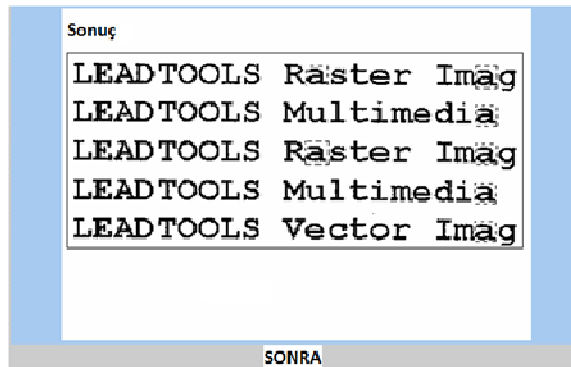 Sonuç
LEADTOOLS Raster Imag
LEADTOOLS Multimedia
LEADTOOLS Raster Imag
LEADTOOLS Multimedia
LEADTOOLS Vector Imag
SONRA